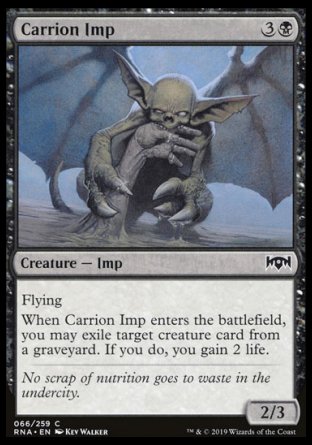 Carrion Imp 3
Creature — Imp
Flying
When Carrion Imp enters the battlefield,
you may exile target creature card
from a graveyard. If you do, you gain 2 life.
No scrap of nutrition goes to waste in the
undercity.
2/3
066/259 C
RNA • EN Key Walker
™ & © 2019 Wizards of the Coast